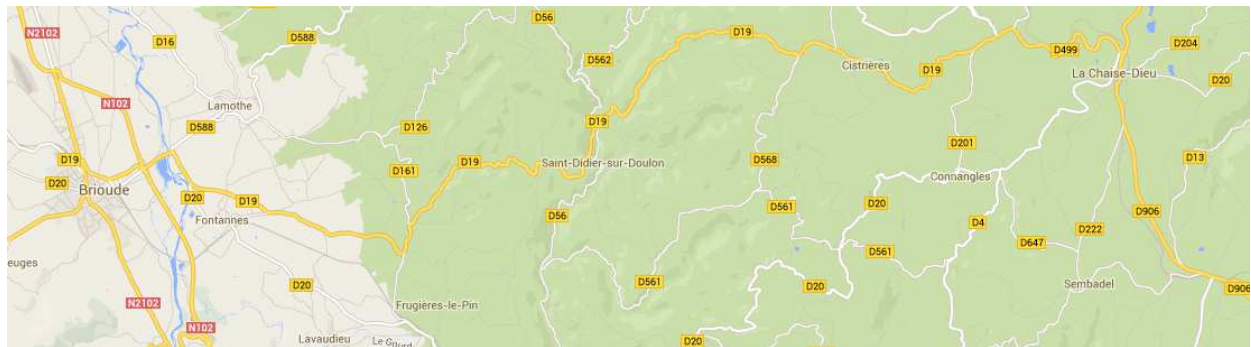 D56
D19
N2102
D588
D16
D499
D204
D562
Cistrières
D19
La Chaise-Dieu
D20
N102
Lamothe
D19
D588
D126
D201
D19
D19
Saint-Didier-sur-Doulon
D568
D13
D161
Connangles
D20
Brioude
D20
D19
D20
D561
D906
Fontannes
D56
D4
D222
D647
D561
euges
D20
D561
D20
Sembadel
D906
N2102
Frugières-le-Pin
N102
Lavaudieu
D20